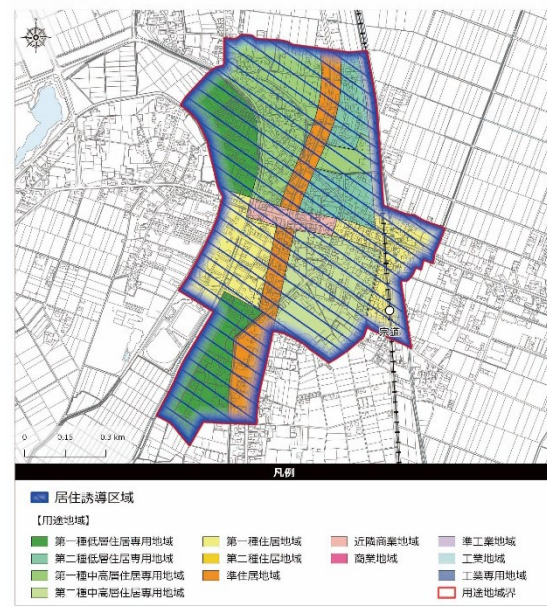 宗道
0 0.15 0.3 km
凡例
居住誘導区域
【用途地域】
第一種低層住居専用地域 第一種住居地域 近隣商業地域 準工業地域
第二種低層住居専用地域 第二種住居地域 商業地域 工業地域
第一種中高層住居専用地域 準住居地域 工業専用地域
第二種中高層住居専用地域 用途地域界